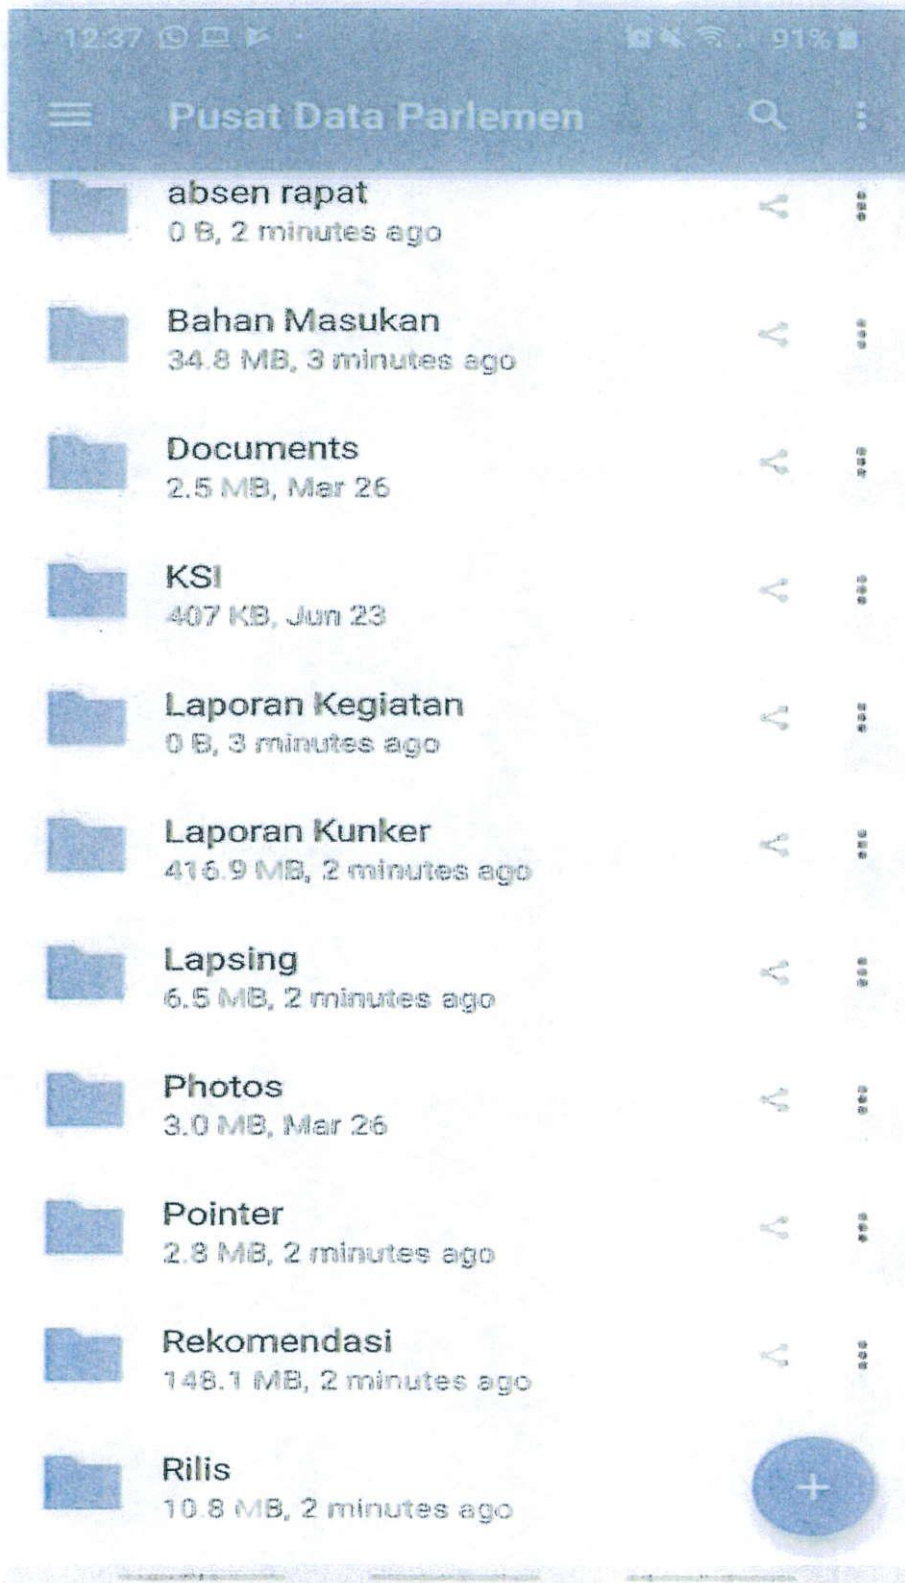 12:37
91%
Pusat Data Parlemen
absen rapat
0 B, 2 minutes ago
Bahan Masukan
34.8 MB, 3 minutes ago
Documents
2.5 MB, Mar 26
KSI
407 KB, Jun 23
Laporan Kegiatan
0 B, 3 minutes ago
Laporan Kunker
416.9 MB, 2 minutes ago
Lapsing
6.5 MB, 2 minutes ago
Photos
3.0 MB, Mar 26
Pointer
2.8 MB, 2 minutes ago
Rekomendasi
148.1 MB, 2 minutes ago
Rilis
10.8 MB, 2 minutes ago